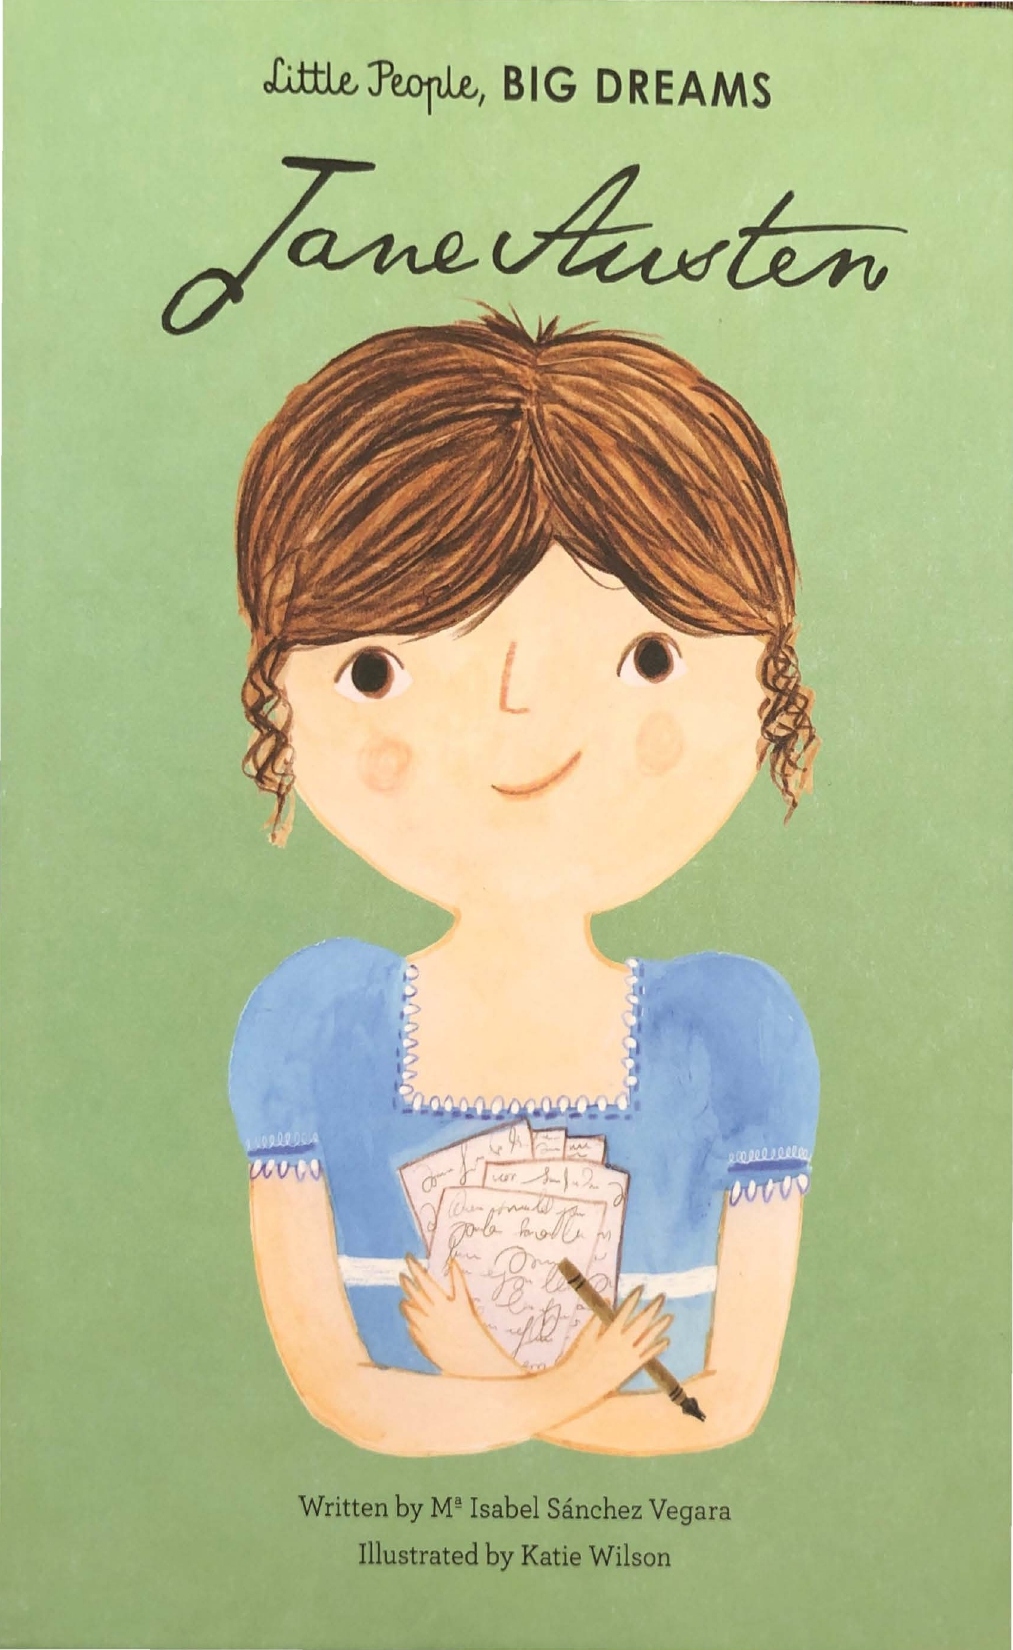 Little People, BIG DREAMS
Jane Austen
Written by Mª Isabel Sánchez Vegara
Illustrated by Katie Wilson